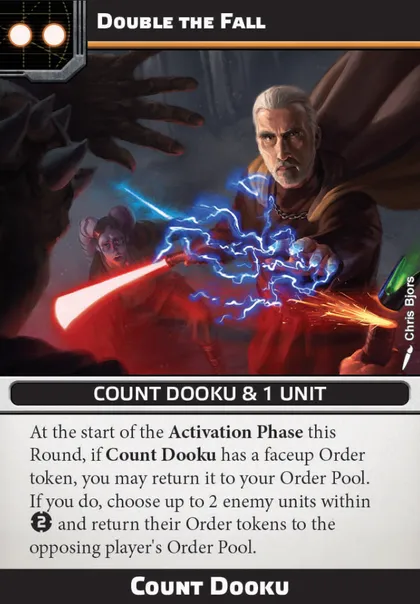 Double the Fall
Chris Bjors
COUNT DOOKU & 1 UNIT
At the start of the Activation Phase this
Round, if Count Dooku has a faceup Order
token, you may return it to your Order Pool.
If you do, choose up to 2 enemy units within
2 and return their Order tokens to the
opposing player's Order Pool.
Count Dooku